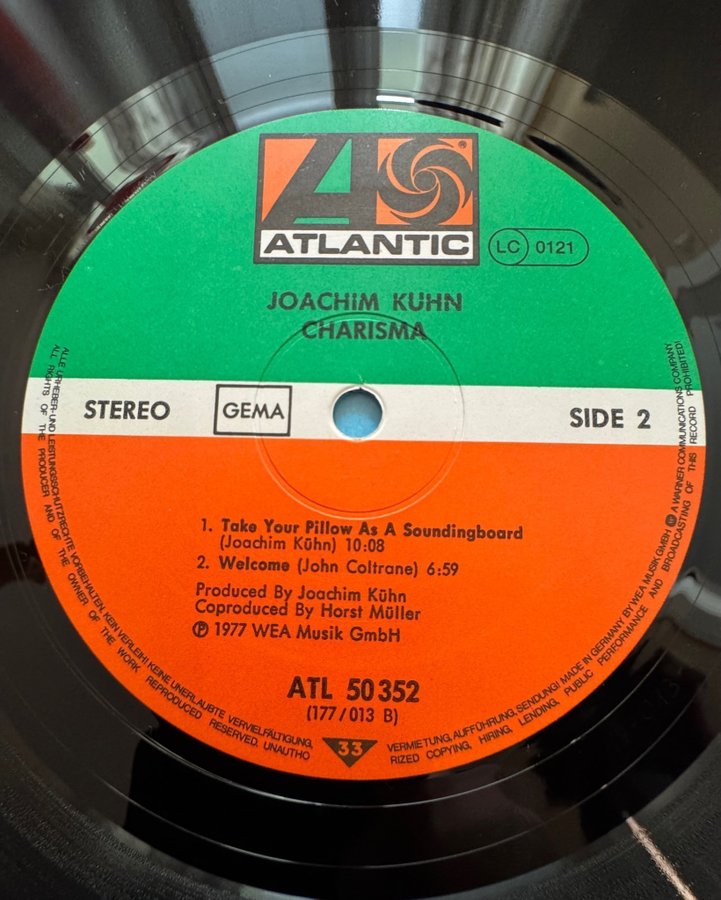 ATLANTIC
LC 0121
JOACHIM KUHN
CHARISMA
STEREO
GEMA
SIDE 2
1. Take Your Pillow As A Soundingboard
(Joachim Kühn) 10:08
2. Welcome (John Coltrane) 6:59
Produced By Joachim Kühn
Coproduced By Horst Müller
℗ 1977 WEA Musik GmbH
ATL 50 352
(177/013 B)
33
ALLE URHEBER- UND LEISTUNGSSCHUTZRECHTE VORBEHALTEN. KEIN VERLEIH! KEINE UNERLAUBTE VERVIELFÄLTIGUNG,
VERMIETUNG, AUFFÜHRUNG, SENDUNG! MADE IN GERMANY BY WEA MUSIK GMBH A WARNER COMMUNICATIONS COMPANY
ALL RIGHTS OF THE PRODUCER AND OF THE OWNER OF THE WORK REPRODUCED RESERVED. UNAUTHO
RIZED COPYING, HIRING, LENDING, PUBLIC PERFORMANCE AND BROADCASTING OF THIS RECORD PROHIBITED!